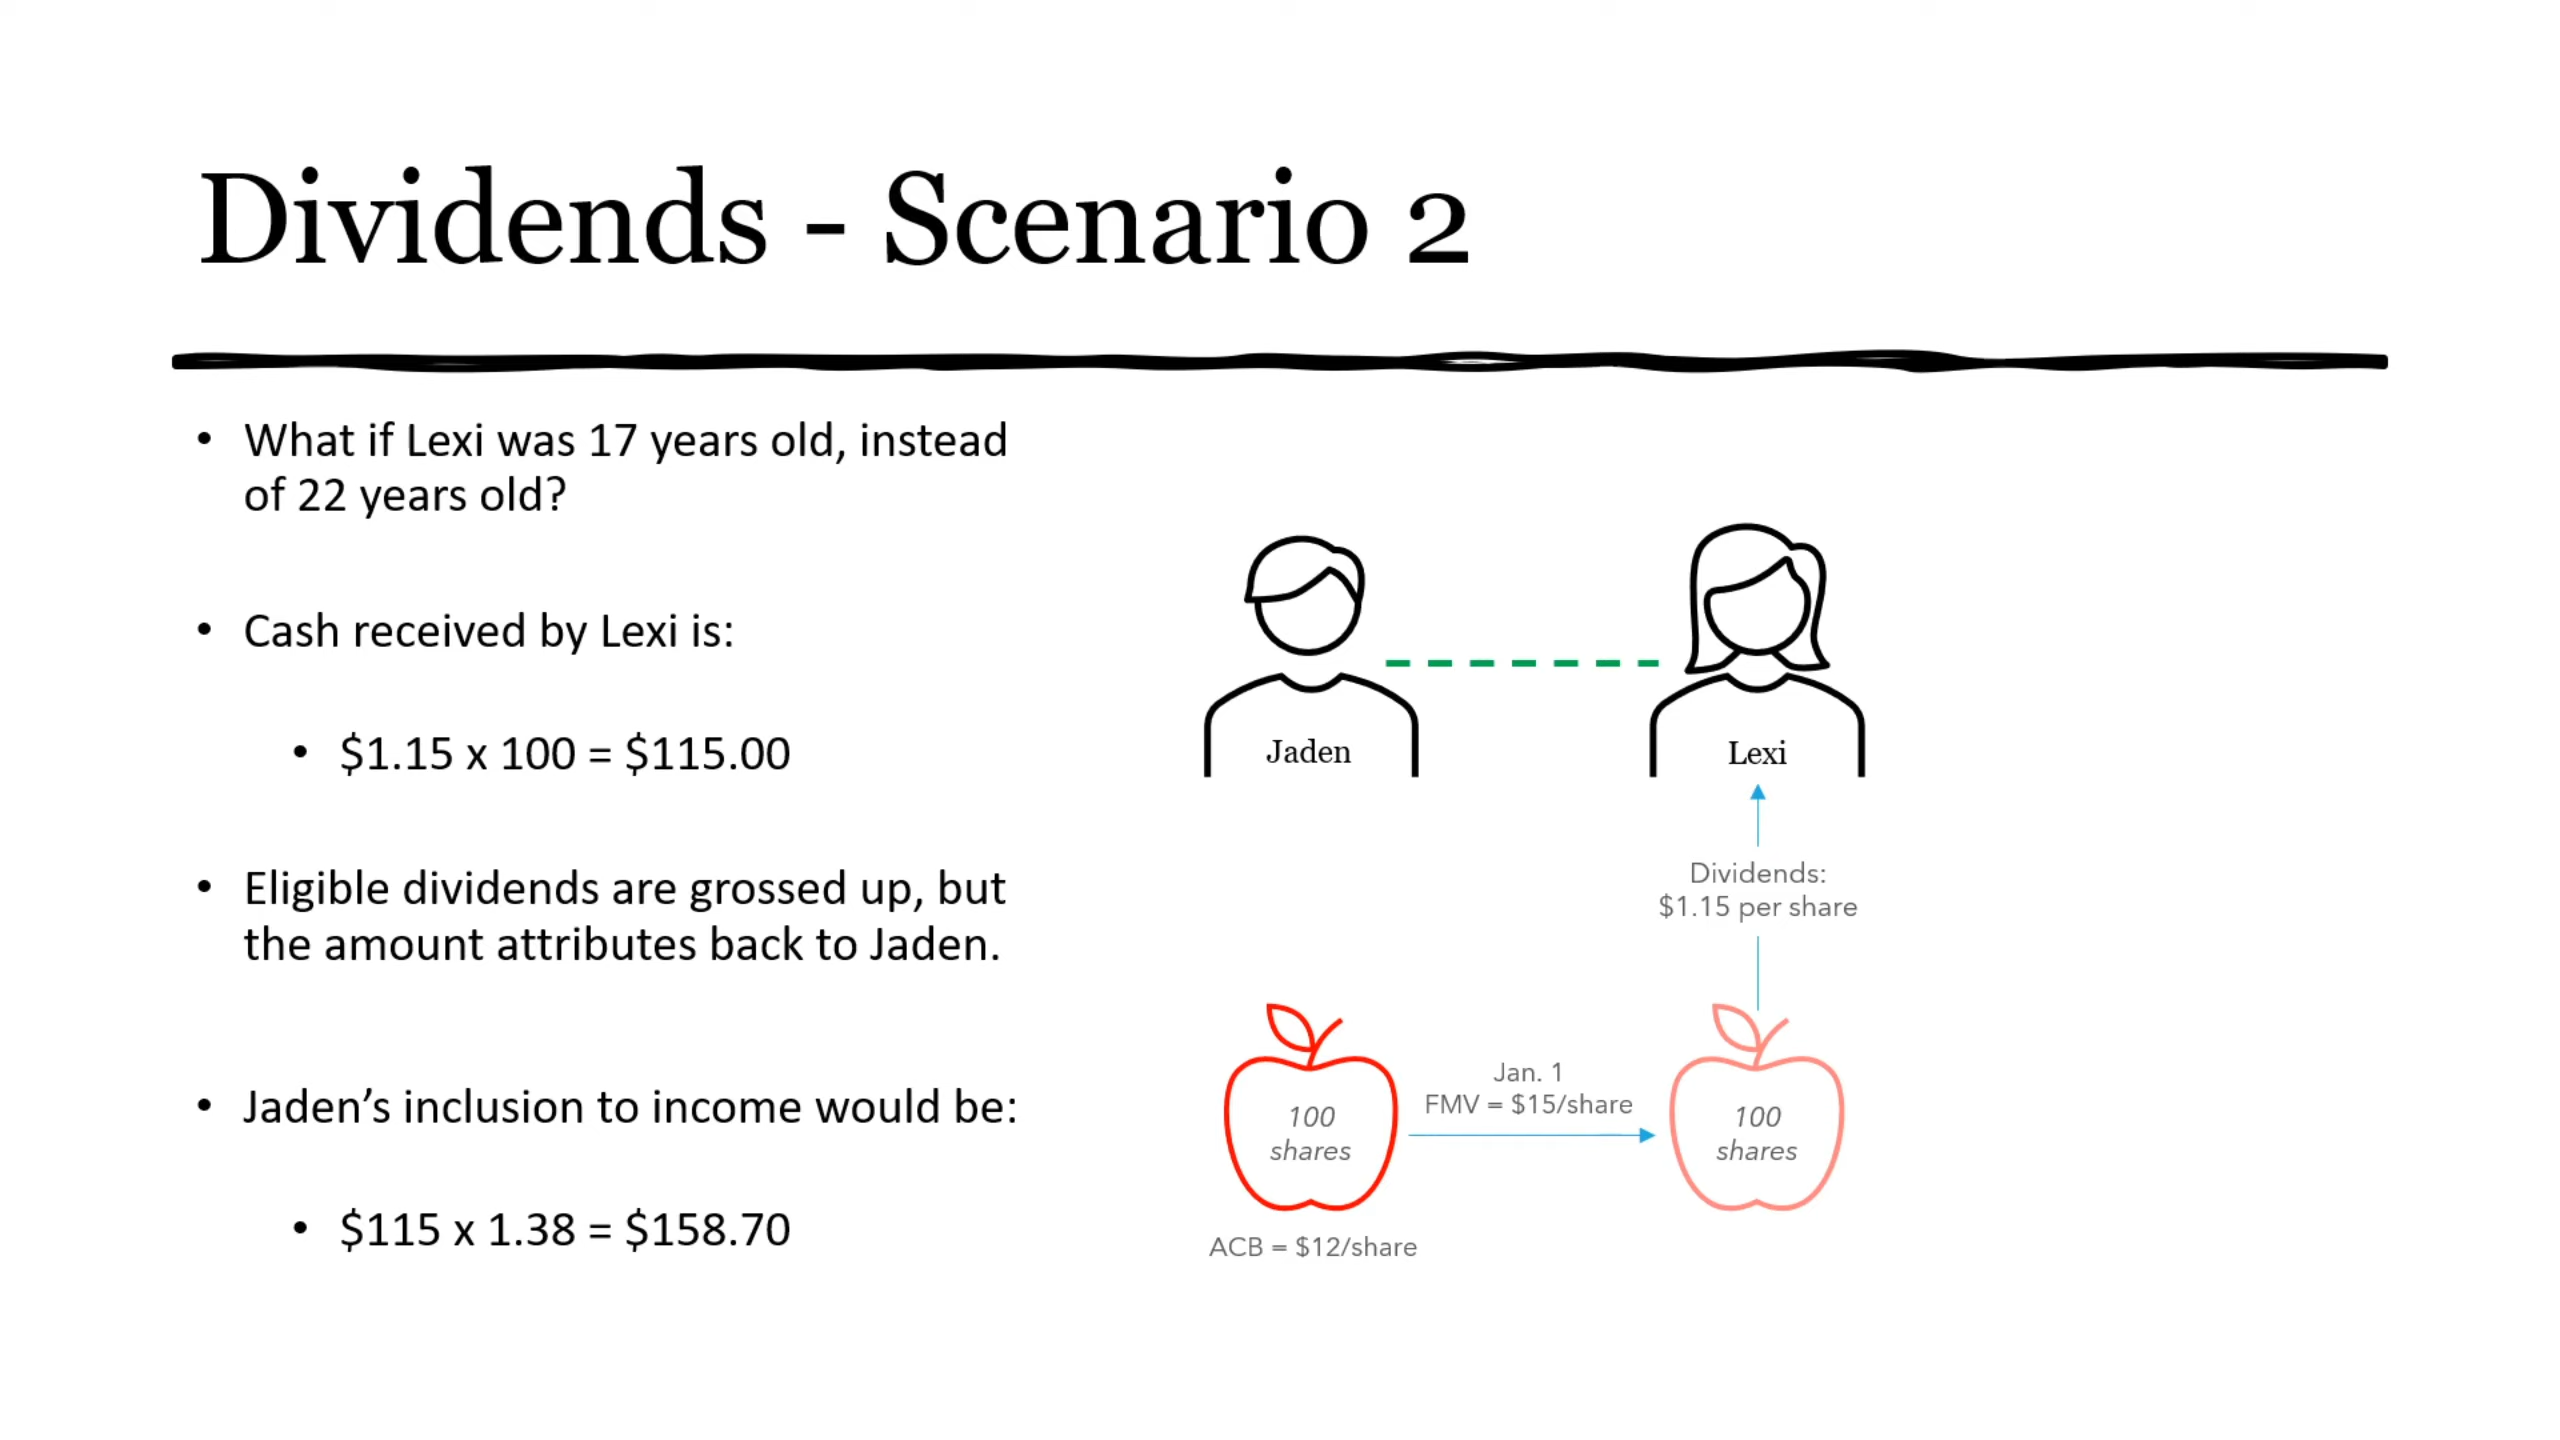 Dividends - Scenario 2
• What if Lexi was 17 years old, instead
of 22 years old?
• Cash received by Lexi is:
• $1.15 x 100 = $115.00
• Eligible dividends are grossed up, but
the amount attributes back to Jaden.
• Jaden’s inclusion to income would be:
• $115 x 1.38 = $158.70
Jaden
Lexi
Dividends:
$1.15 per share
100
shares
Jan. 1
FMV = $15/share
100
shares
ACB = $12/share